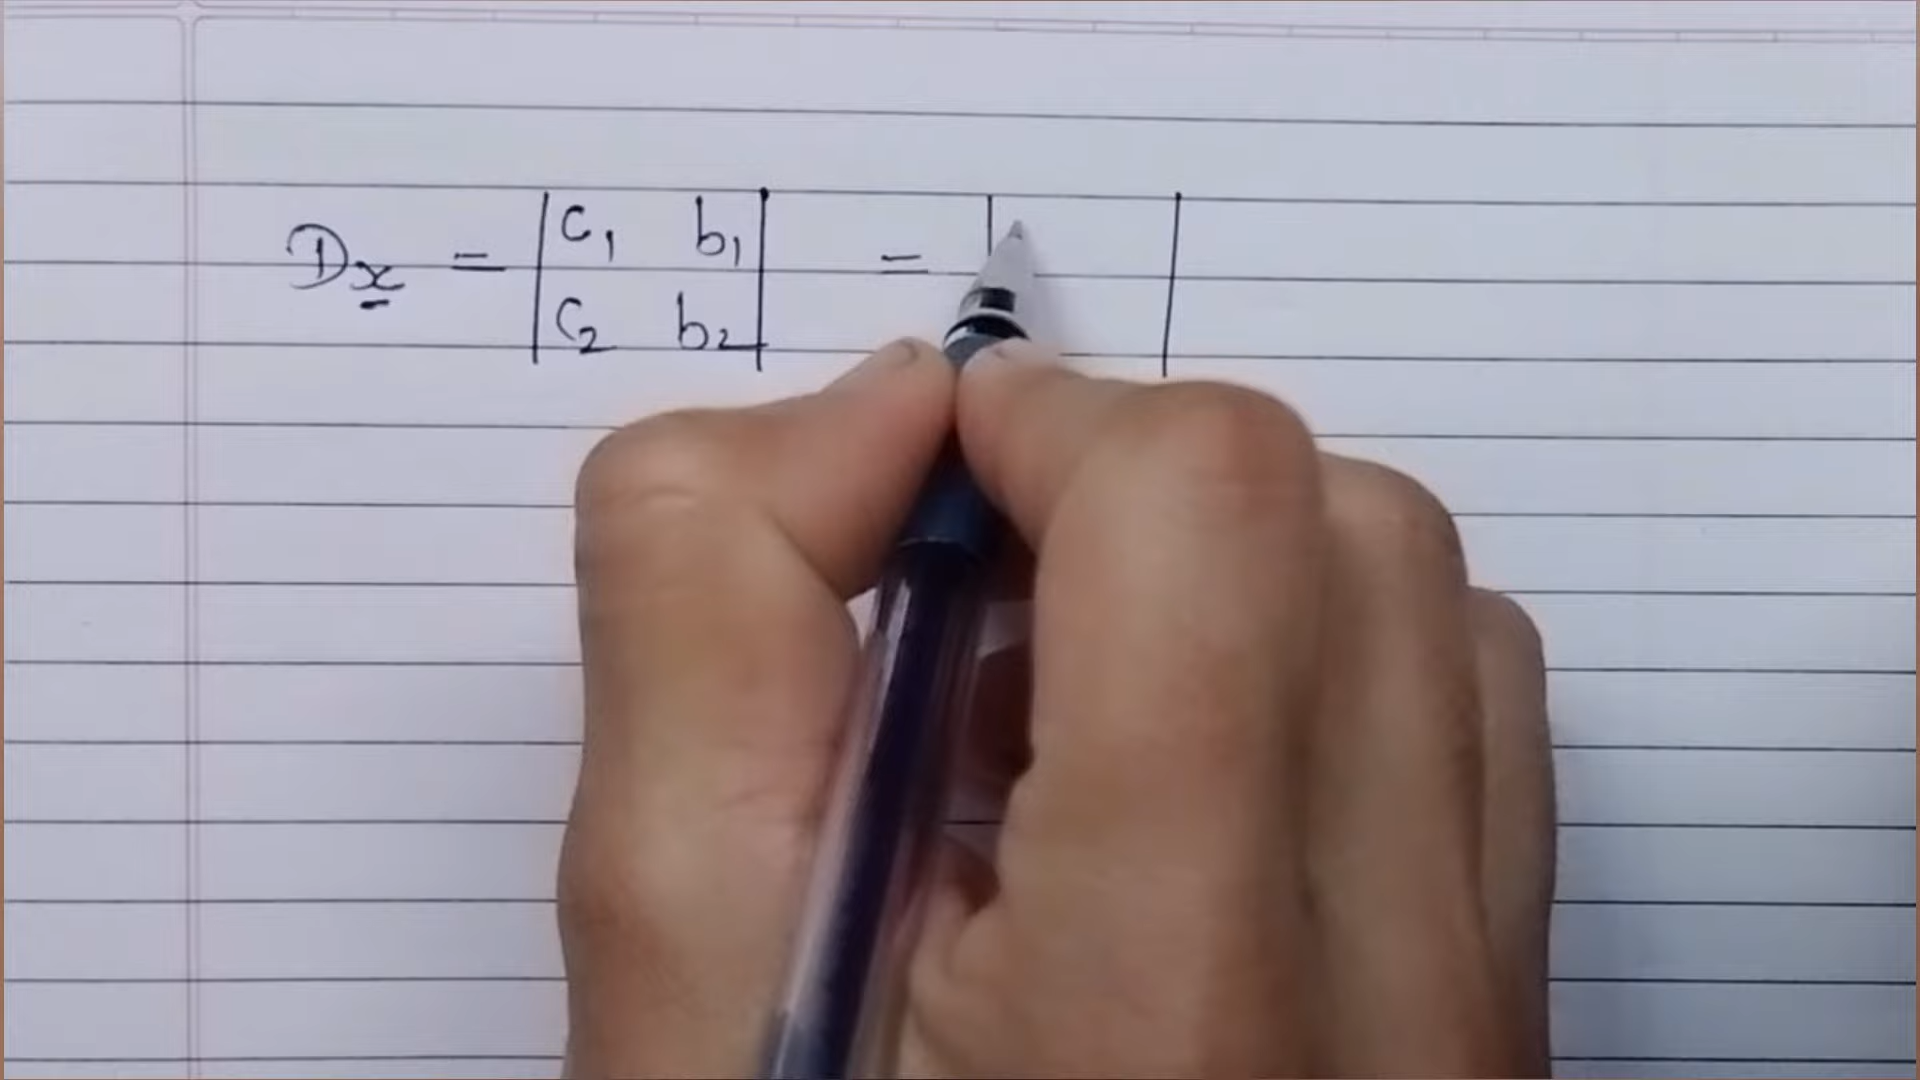 Dx = | c1 b1 | = | |
| c2 b2 |